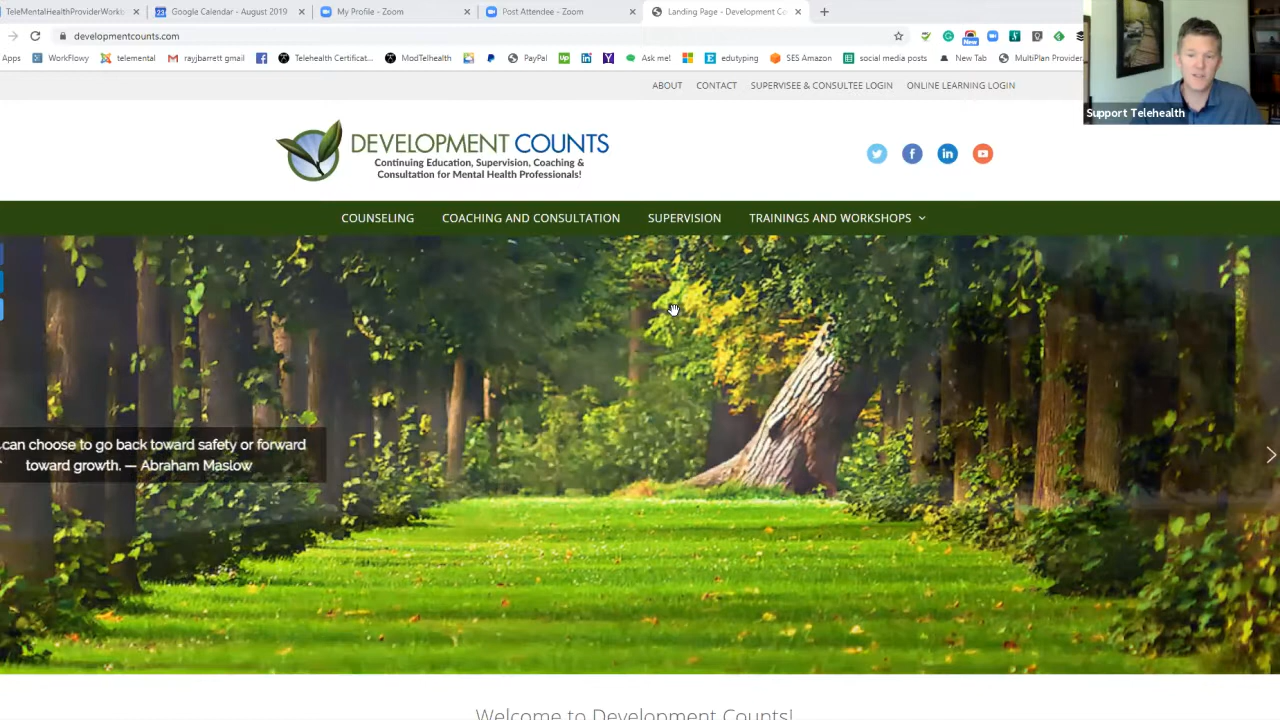 TeleMentalHealthProviderWorkb
Google Calendar - August 2019
My Profile - Zoom
Post Attendee - Zoom
Landing Page - Development Co
developmentcounts.com
New
Apps
WorkFlowy
telemental
rayjbarrett gmail
Telehealth Certificat...
ModTelhealth
PayPal
Ask me!
edutyping
SES Amazon
social media posts
New Tab
MultiPlan Provider
Support Telehealth
ABOUT
CONTACT
SUPERVISEE & CONSULTEE LOGIN
ONLINE LEARNING LOGIN
DEVELOPMENT COUNTS
Continuing Education, Supervision, Coaching &
Consultation for Mental Health Professionals!
COUNSELING
COACHING AND CONSULTATION
SUPERVISION
TRAININGS AND WORKSHOPS
can choose to go back toward safety or forward
toward growth. — Abraham Maslow
Welcome to Development Counts!